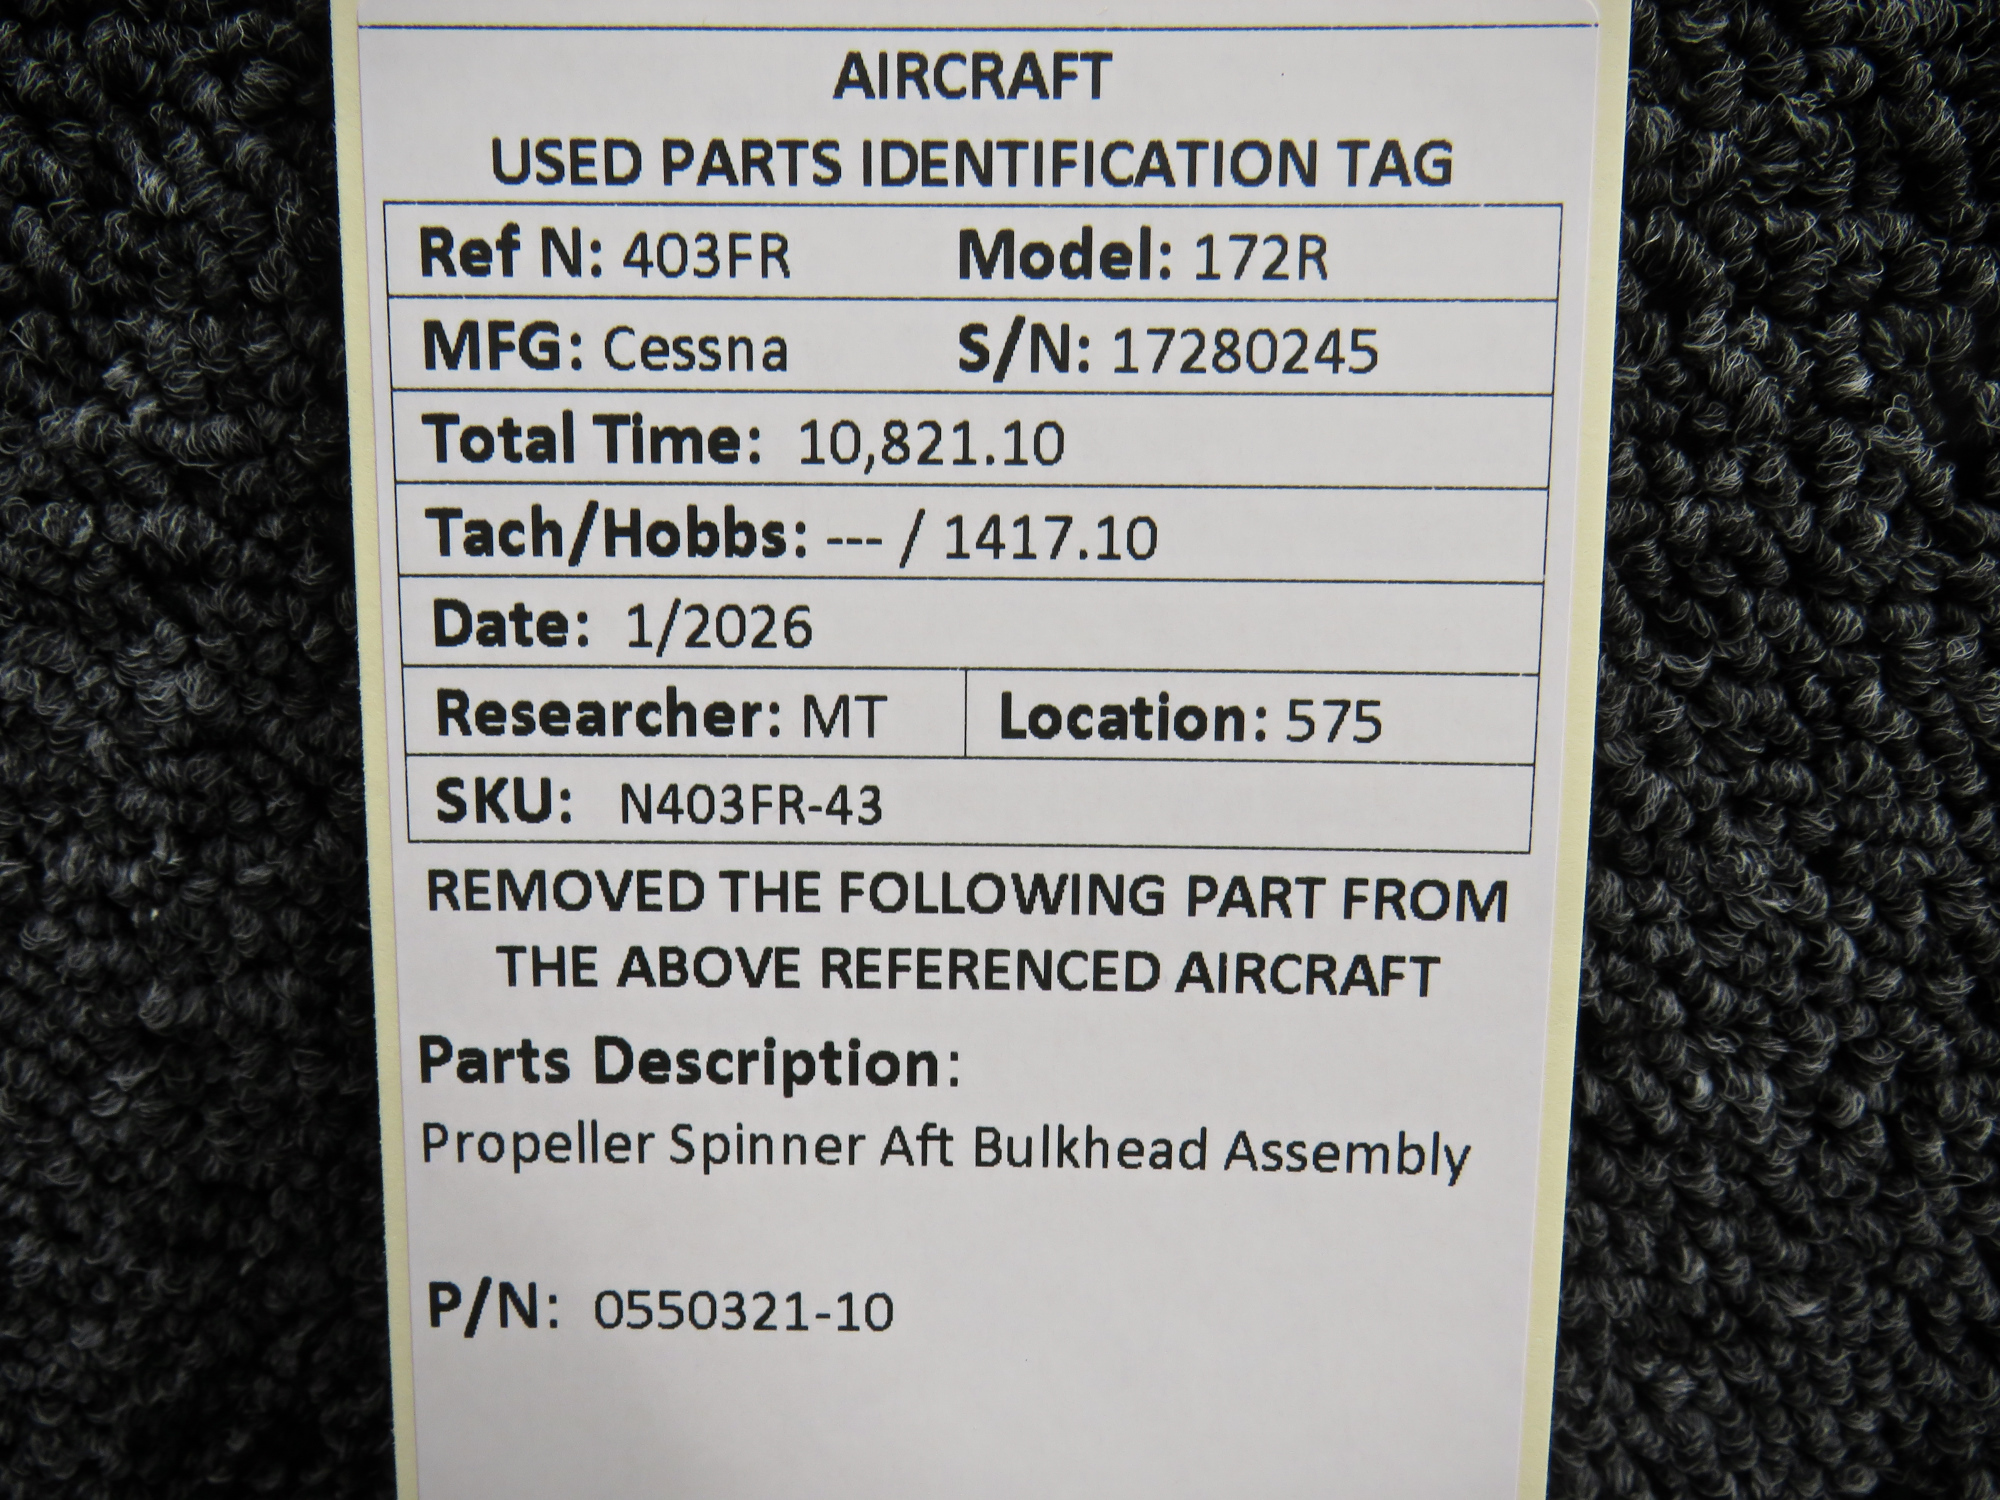 AIRCRAFT
USED PARTS IDENTIFICATION TAG
Ref N: 403FR Model: 172R
MFG: Cessna S/N: 17280245
Total Time: 10,821.10
Tach/Hobbs: --- / 1417.10
Date: 1/2026
Researcher: MT Location: 575
SKU: N403FR-43
REMOVED THE FOLLOWING PART FROM
THE ABOVE REFERENCED AIRCRAFT
Parts Description:
Propeller Spinner Aft Bulkhead Assembly
P/N: 0550321-10